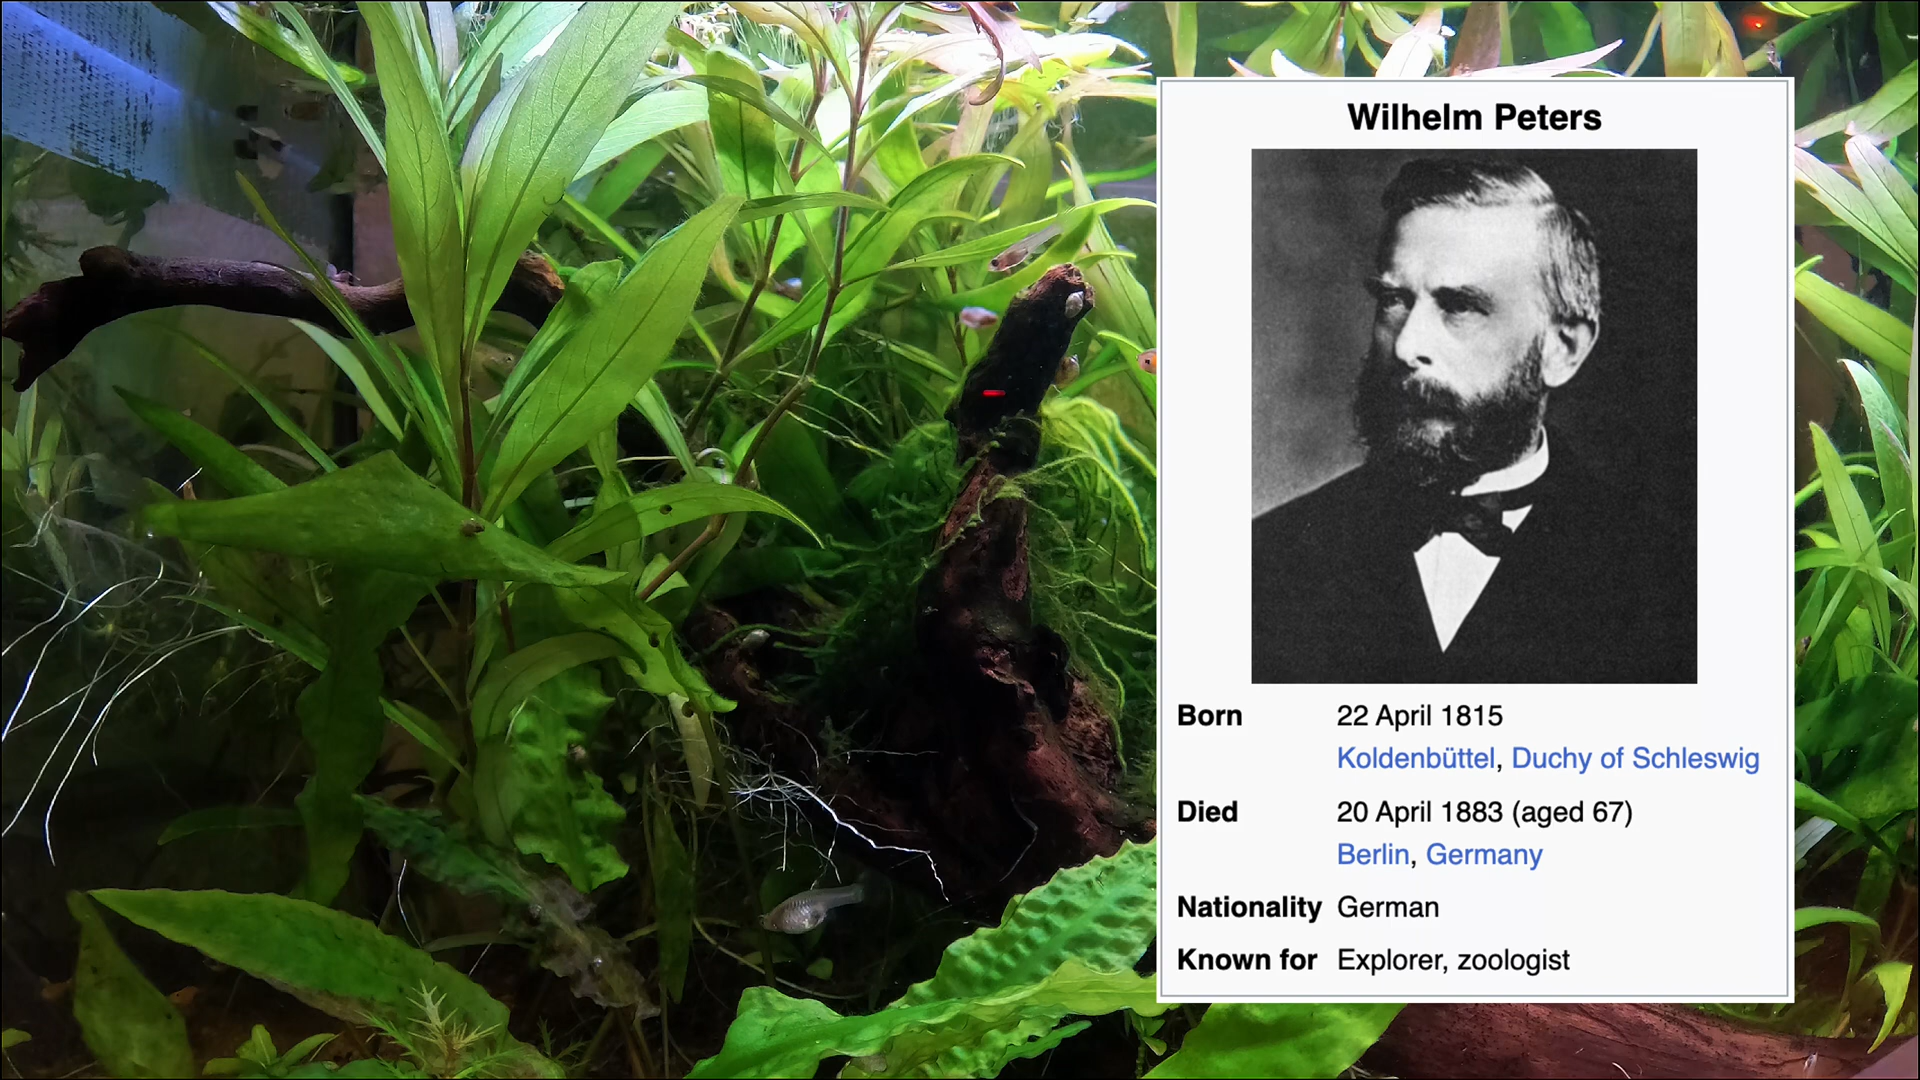 Wilhelm Peters
Born 22 April 1815
Koldenbüttel, Duchy of Schleswig
Died 20 April 1883 (aged 67)
Berlin, Germany
Nationality German
Known for Explorer, zoologist